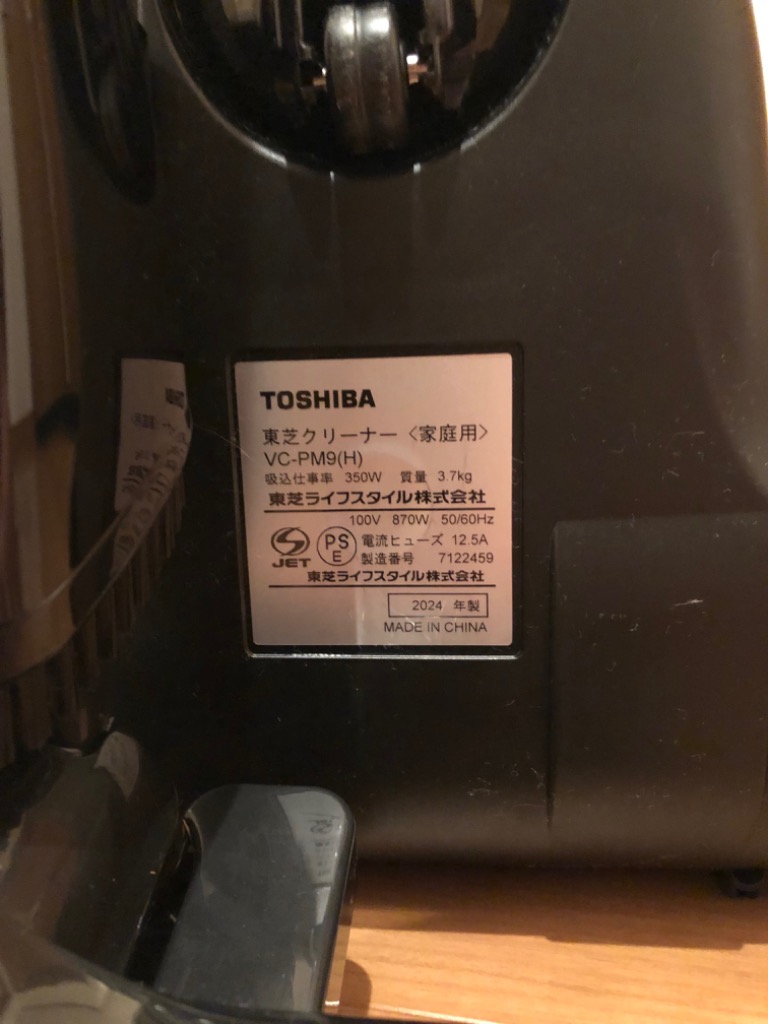 TOSHIBA
東芝クリーナー〈家庭用〉
VC-PM9(H)
吸込仕事率 350W 質量 3.7kg
東芝ライフスタイル株式会社
100V 870W 50/60Hz
JET
PS
E
電流ヒューズ 12.5A
製造番号 7122459
東芝ライフスタイル株式会社
2024 年製
MADE IN CHINA